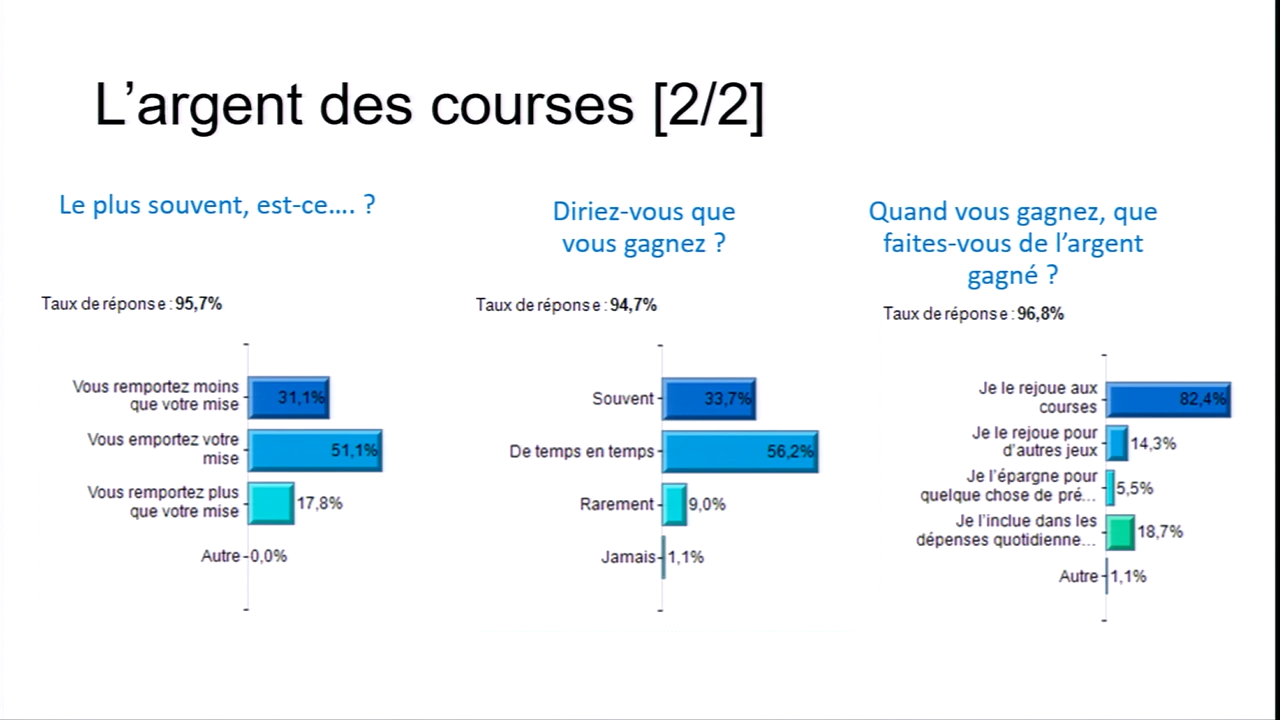 L’argent des courses [2/2]
Le plus souvent, est-ce…. ?
Taux de réponse : 95,7%
Vous remportez moins
que votre mise
31,1%
Vous emportez votre
mise
51,1%
Vous remportez plus
que votre mise
17,8%
Autre
0,0%
Diriez-vous que
vous gagnez ?
Taux de réponse : 94,7%
Souvent
33,7%
De temps en temps
56,2%
Rarement
9,0%
Jamais
1,1%
Quand vous gagnez, que
faites-vous de l’argent
gagné ?
Taux de réponse : 96,8%
Je le rejoue aux
courses
82,4%
Je le rejoue pour
d’autres jeux
14,3%
Je l’épargne pour
quelque chose de pré...
5,5%
Je l’inclue dans les
dépenses quotidienne...
18,7%
Autre
1,1%